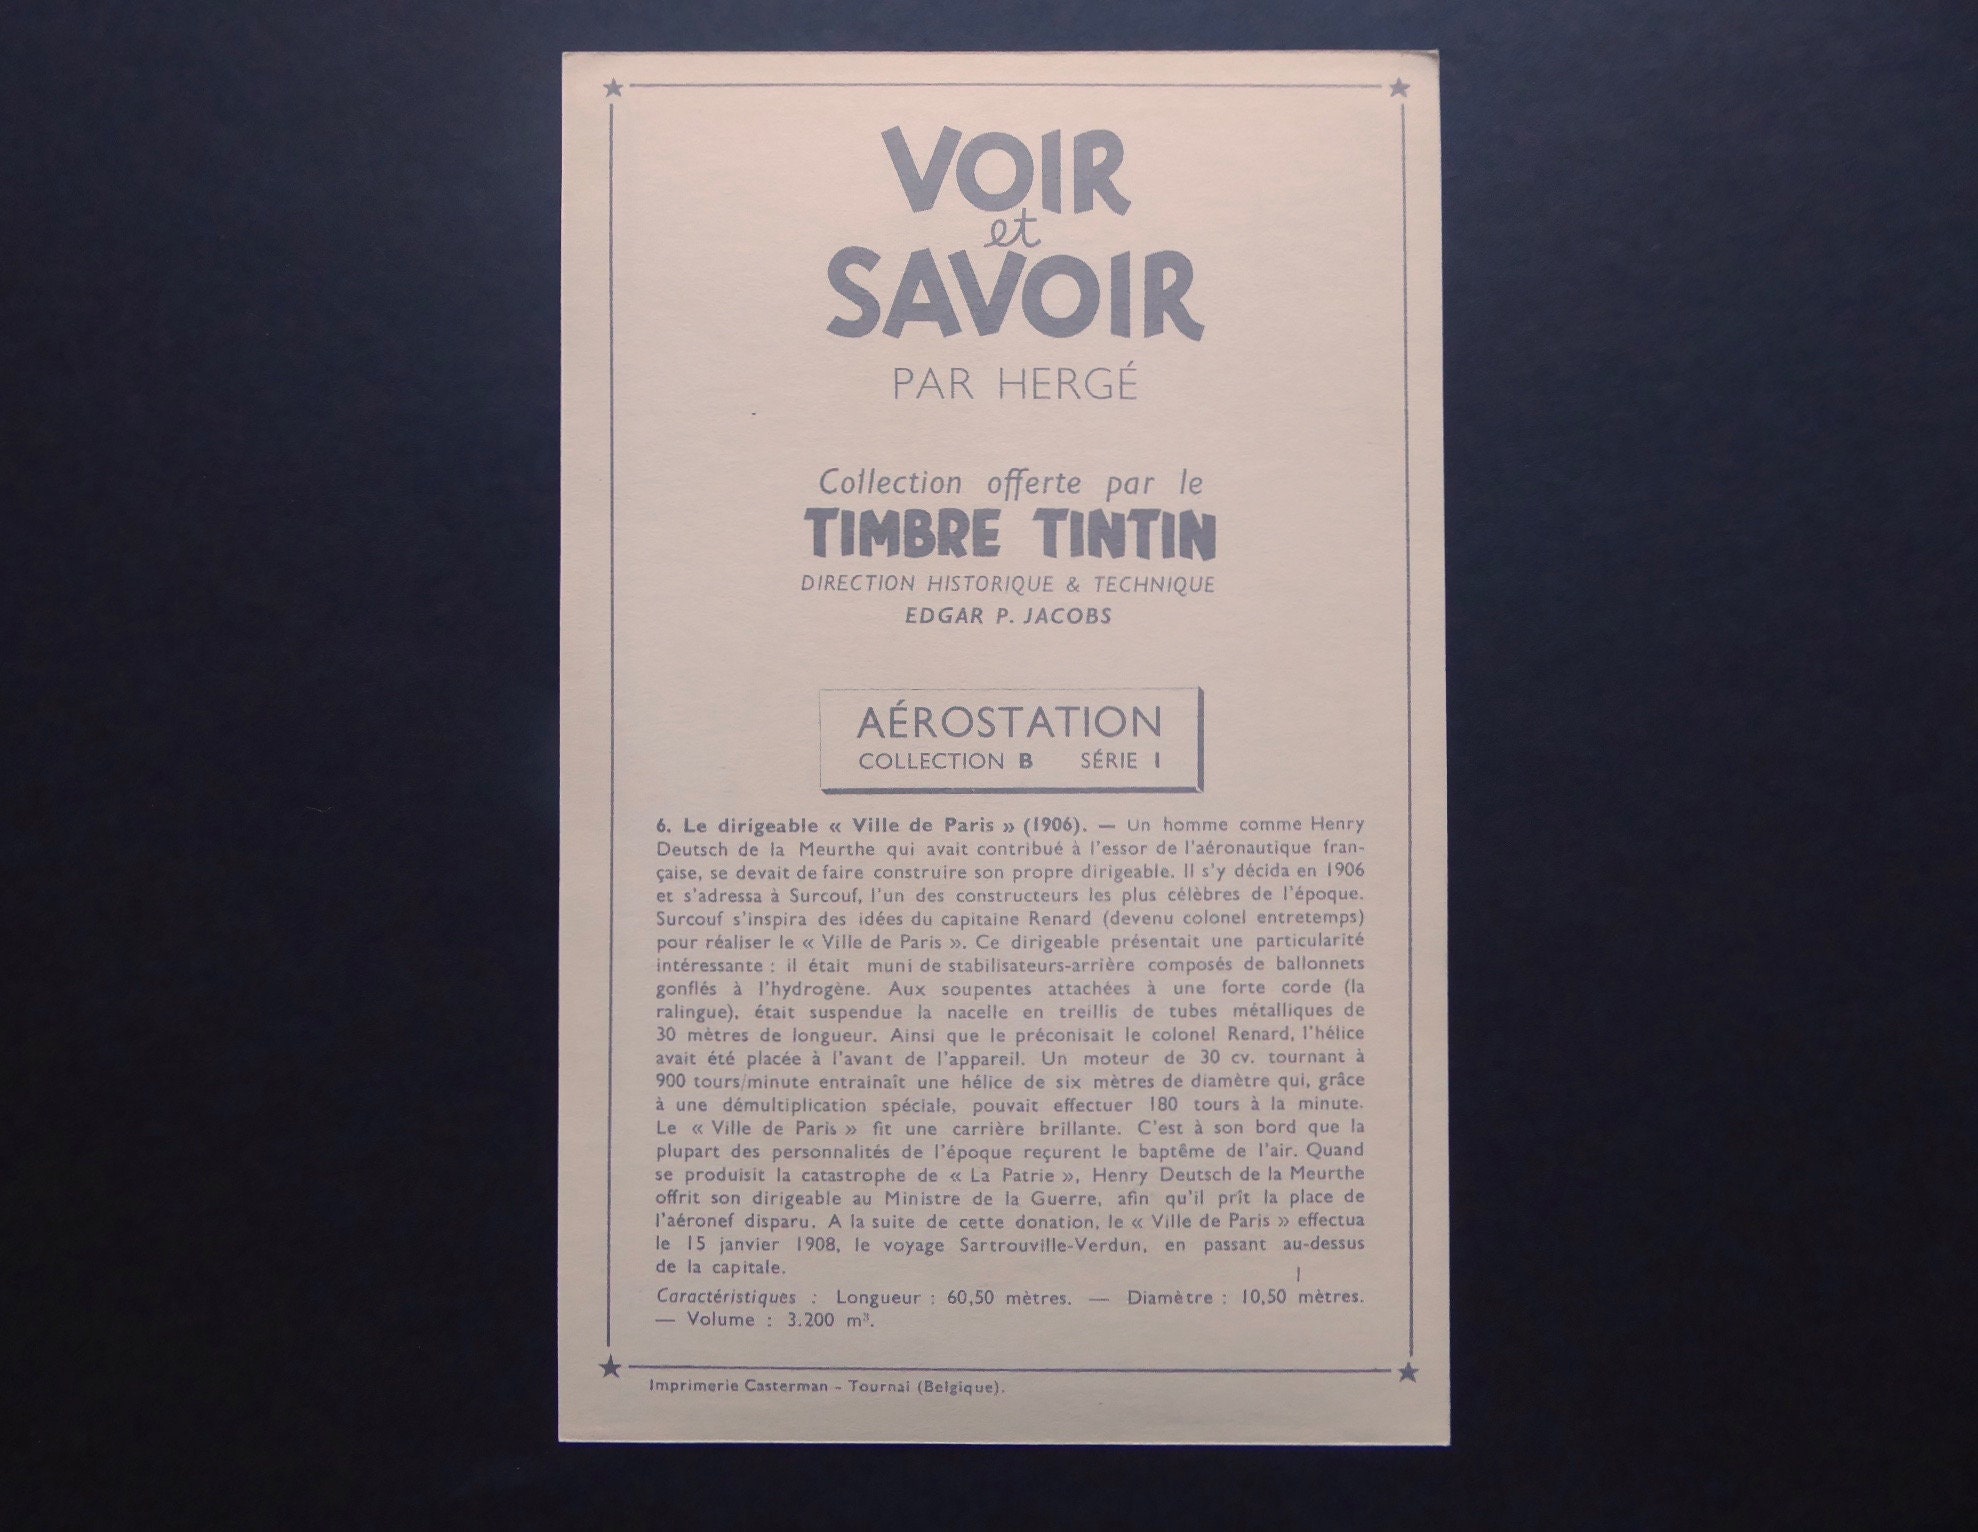 VOIR
et
SAVOIR
PAR HERGÉ
Collection offerte par le
TIMBRE TINTIN
DIRECTION HISTORIQUE & TECHNIQUE
EDGAR P. JACOBS
AÉROSTATION
COLLECTION B SÉRIE 1
6. Le dirigeable « Ville de Paris » (1906). — Un homme comme Henry
Deutsch de la Meurthe qui avait contribué à l'essor de l'aéronautique fran-
çaise, se devait de faire construire son propre dirigeable. Il s'y décida en 1906
et s'adressa à Surcouf, l'un des constructeurs les plus célèbres de l'époque.
Surcouf s'inspira des idées du capitaine Renard (devenu colonel entretemps)
pour réaliser le « Ville de Paris ». Ce dirigeable présentait une particularité
intéressante : il était muni de stabilisateurs-arrière composés de ballonnets
gonflés à l'hydrogène. Aux soupentes attachées à une forte corde (la
ralingue), était suspendue la nacelle en treillis de tubes métalliques de
30 mètres de longueur. Ainsi que le préconisait le colonel Renard, l'hélice
avait été placée à l'avant de l'appareil. Un moteur de 30 cv. tournant à
900 tours/minute entrainaît une hélice de six mètres de diamètre qui, grâce
à une démultiplication spéciale, pouvait effectuer 180 tours à la minute.
Le « Ville de Paris » fit une carrière brillante. C'est à son bord que la
plupart des personnalités de l'époque reçurent le baptême de l'air. Quand
se produisit la catastrophe de « La Patrie », Henry Deutsch de la Meurthe
offrit son dirigeable au Ministre de la Guerre, afin qu'il prît la place de
l'aéronef disparu. A la suite de cette donation, le « Ville de Paris » effectua
le 15 janvier 1908, le voyage Sartrouville-Verdun, en passant au-dessus
de la capitale.
Caractéristiques : Longueur : 60,50 mètres. — Diamètre : 10,50 mètres.
— Volume : 3.200 m³.
Imprimerie Casterman - Tournai (Belgique).